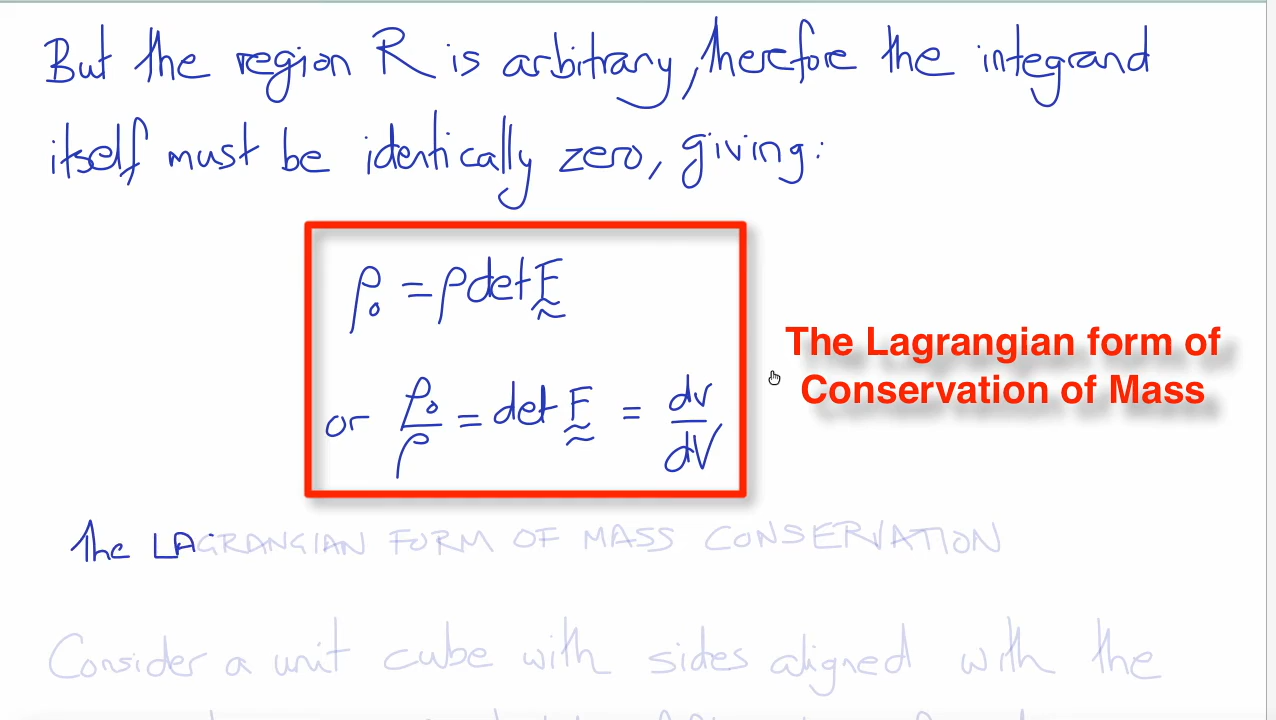 But the region R is arbitrary, therefore the integrand
itself must be identically zero, giving:
ρ₀ = ρ det F
or ρ₀/ρ = det F = dv/dV
The Lagrangian form of
Conservation of Mass
The LAGRANGIAN FORM OF MASS CONSERVATION
Consider a unit cube with sides aligned with the